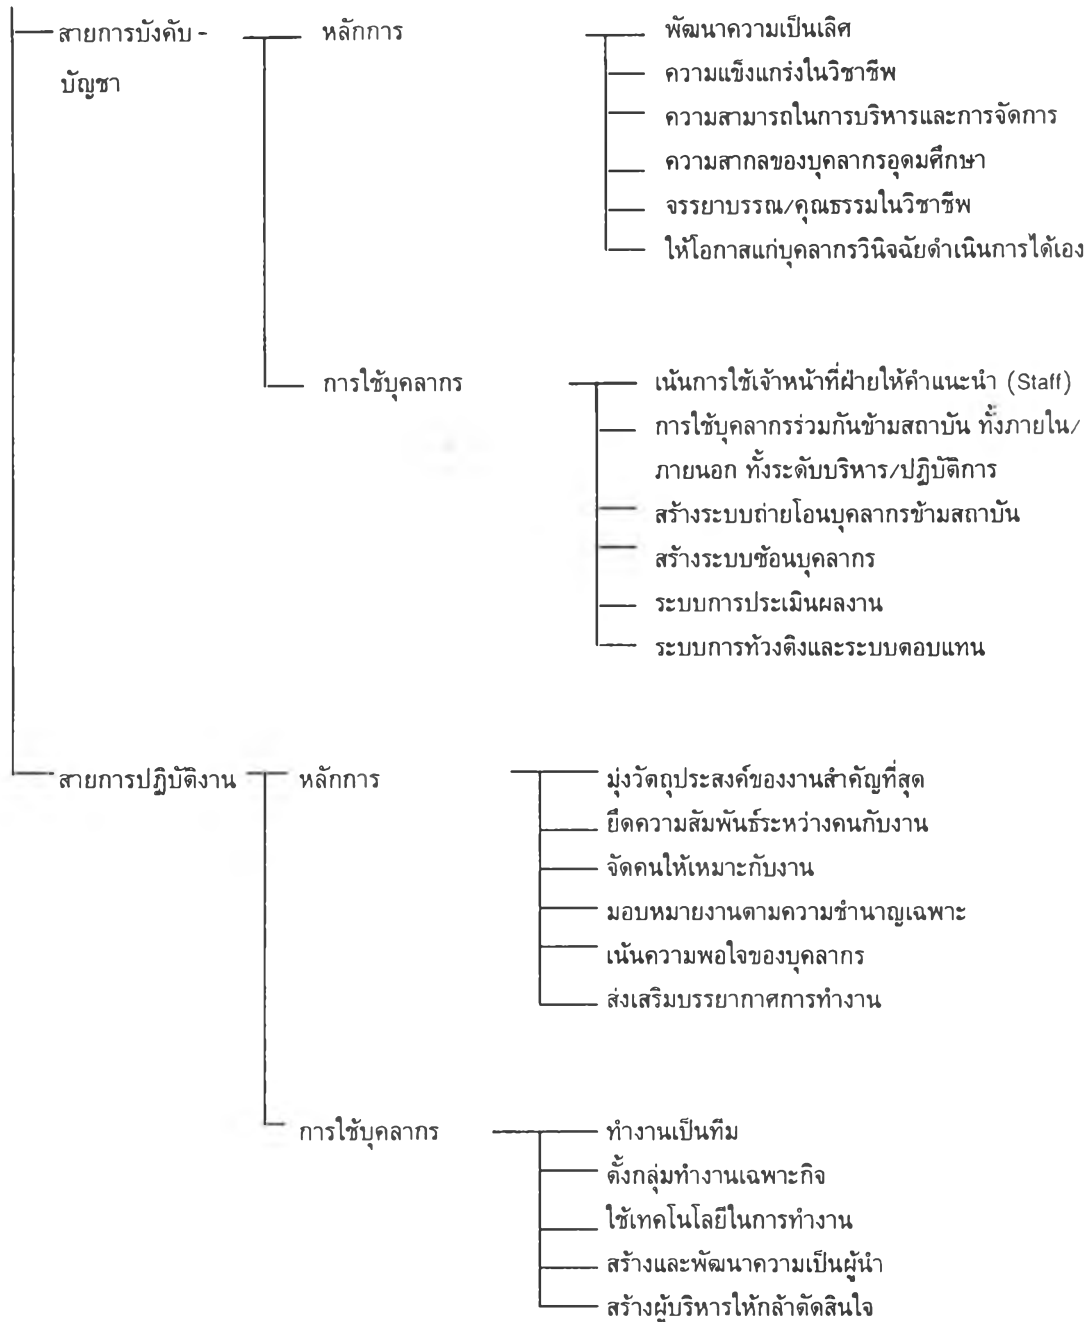 สายการบังคับ -
บัญชา
หลักการ
พัฒนาความเป็นเลิศ
ความแข็งแกร่งในวิชาชีพ
ความสามารถในการบริหารและการจัดการ
ความสากลของบุคลากรอุดมศึกษา
จรรยาบรรณ/คุณธรรมในวิชาชีพ
ให้โอกาสแก่บุคลากรวินิจฉัยดำเนินการได้เอง
การใช้บุคลากร
เน้นการใช้เจ้าหน้าที่ฝ่ายให้คำแนะนำ (Staff)
การใช้บุคลากรร่วมกันข้ามสถาบัน ทั้งภายใน/
ภายนอก ทั้งระดับบริหาร/ปฏิบัติการ
สร้างระบบถ่ายโอนบุคลากรข้ามสถาบัน
สร้างระบบซ้อนบุคลากร
ระบบการประเมินผลงาน
ระบบการท้วงติงและระบบตอบแทน
สายการปฏิบัติงาน
หลักการ
มุ่งวัตถุประสงค์ของงานสำคัญที่สุด
ยึดความสัมพันธ์ระหว่างคนกับงาน
จัดคนให้เหมาะกับงาน
มอบหมายงานตามความชำนาญเฉพาะ
เน้นความพอใจของบุคลากร
ส่งเสริมบรรยากาศการทำงาน
การใช้บุคลากร
ทำงานเป็นทีม
ตั้งกลุ่มทำงานเฉพาะกิจ
ใช้เทคโนโลยีในการทำงาน
สร้างและพัฒนาความเป็นผู้นำ
สร้างผู้บริหารให้กล้าตัดสินใจ